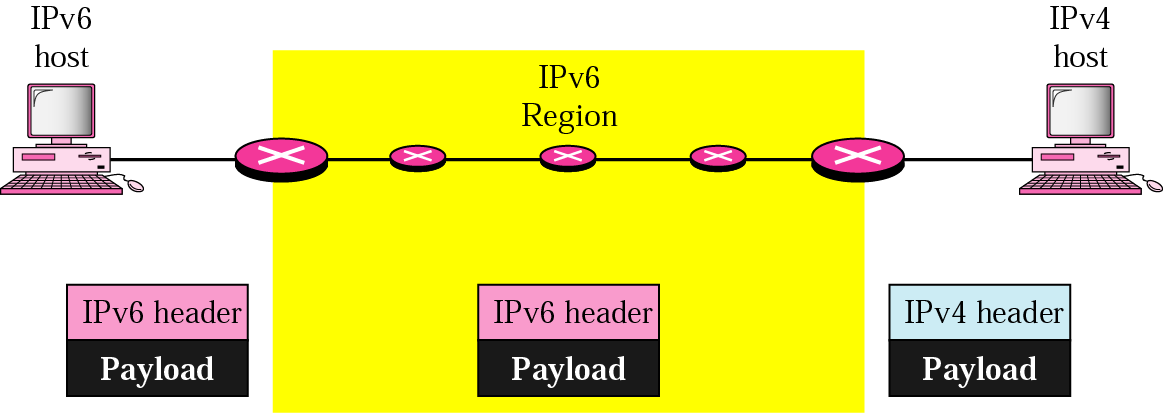 IPv6
host
IPv6
Region
IPv4
host
IPv6 header
Payload
IPv6 header
Payload
IPv4 header
Payload